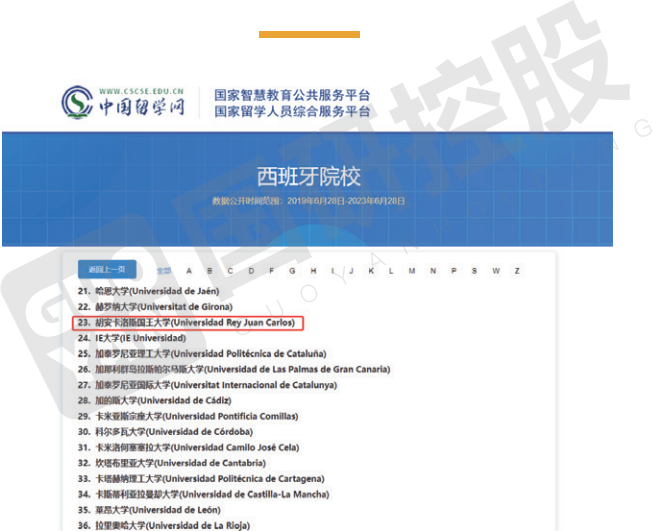 WWW.CSCSE.EDU.CN
中国留学网
国家智慧教育公共服务平台
国家留学人员综合服务平台
西班牙院校
数据公开时间范围：2019年6月28日-2023年6月28日
返回上一页 全部 A B C D F G H I J K L M N P S W Z
21. 哈恩大学(Universidad de Jaén)
22. 赫罗纳大学(Universitat de Girona)
23. 胡安卡洛斯国王大学(Universidad Rey Juan Carlos)
24. IE大学(IE Universidad)
25. 加泰罗尼亚理工大学(Universidad Politécnica de Cataluña)
26. 加那利群岛拉斯帕尔马斯大学(Universidad de Las Palmas de Gran Canaria)
27. 加泰罗尼亚国际大学(Universitat Internacional de Catalunya)
28. 加的斯大学(Universidad de Cádiz)
29. 卡米亚斯宗座大学(Universidad Pontificia Comillas)
30. 科尔多瓦大学(Universidad de Córdoba)
31. 卡米洛何塞塞拉大学(Universidad Camilo José Cela)
32. 坎塔布里亚大学(Universidad de Cantabria)
33. 卡塔赫纳理工大学(Universidad Politécnica de Cartagena)
34. 卡斯蒂利亚拉曼却大学(Universidad de Castilla-La Mancha)
35. 莱昂大学(Universidad de León)
36. 拉里奥哈大学(Universidad de La Rioja)
国研控股